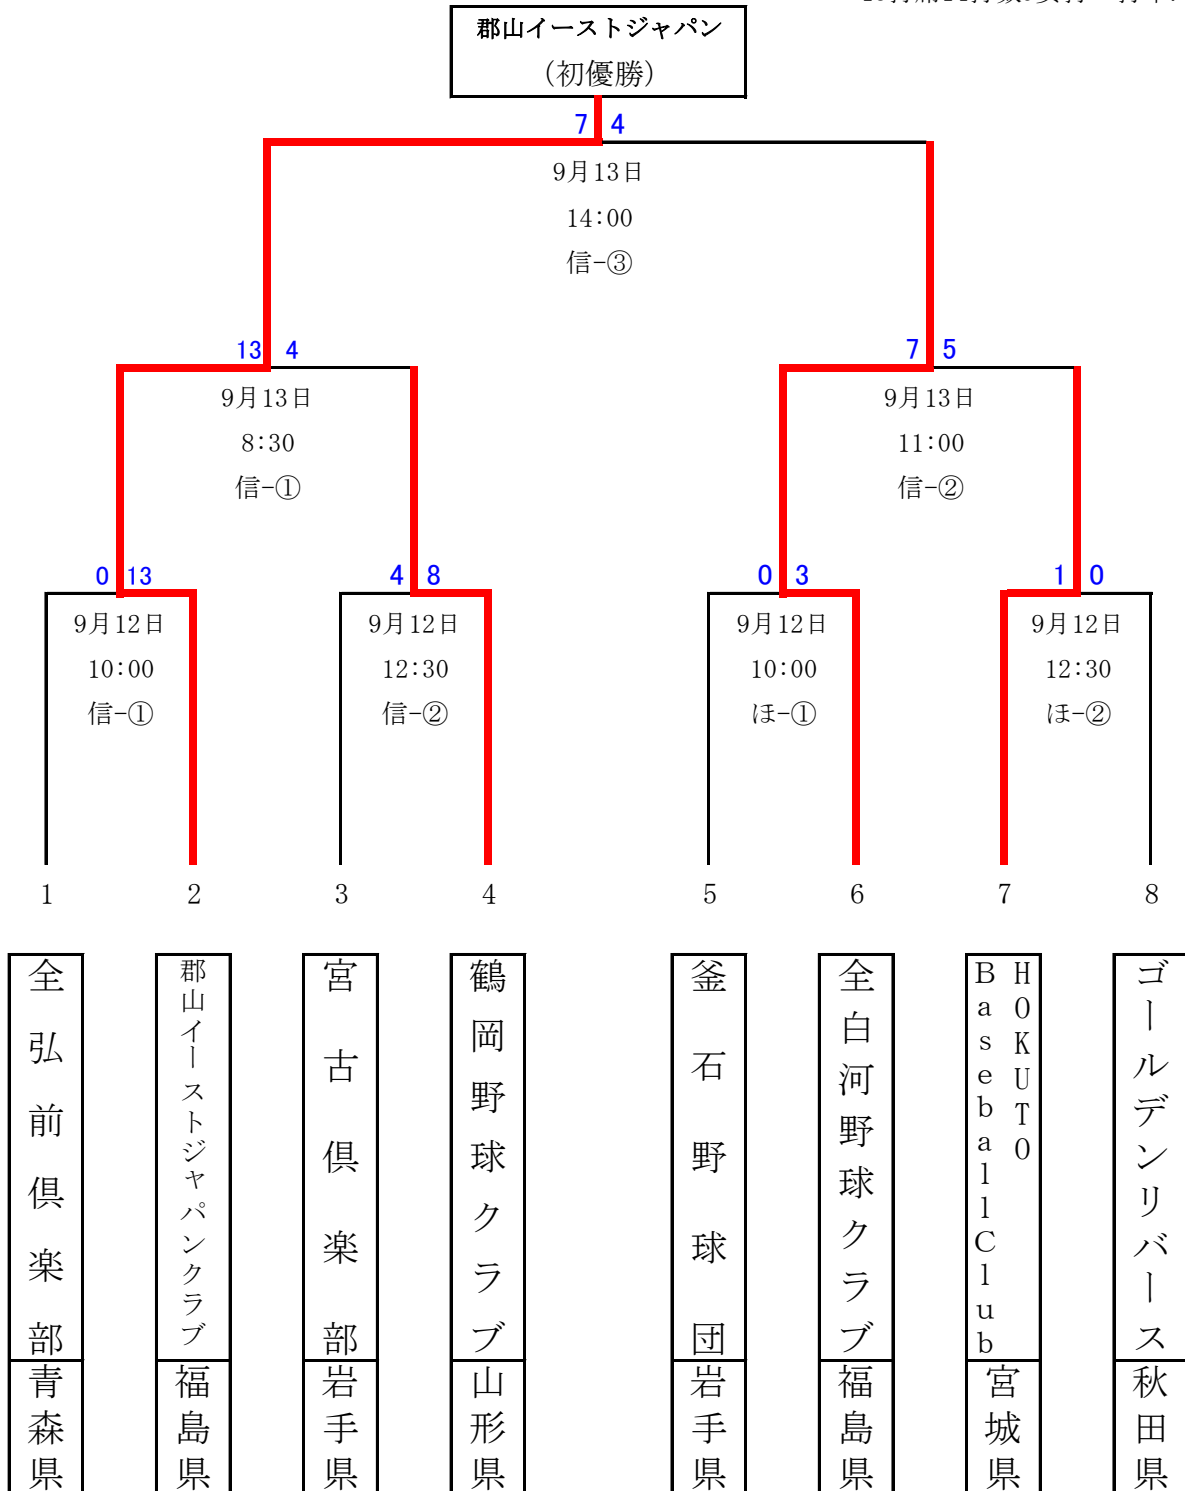 郡山イーストジャパン
(初優勝)
7 4
9月13日
14:00
信-③
13 4
9月13日
8:30
信-①
7 5
9月13日
11:00
信-②
0 13
9月12日
10:00
信-①
4 8
9月12日
12:30
信-②
0 3
9月12日
10:00
ほ-①
1 0
9月12日
12:30
ほ-②
1 2 3 4 5 6 7 8
全弘前倶楽部
青森県
郡山イーストジャパンクラブ
福島県
宮古倶楽部
岩手県
鶴岡野球クラブ
山形県
釜石野球団
岩手県
全白河野球クラブ
福島県
HOKUTO
BaseballClub
宮城県
ゴールデンリバース
秋田県